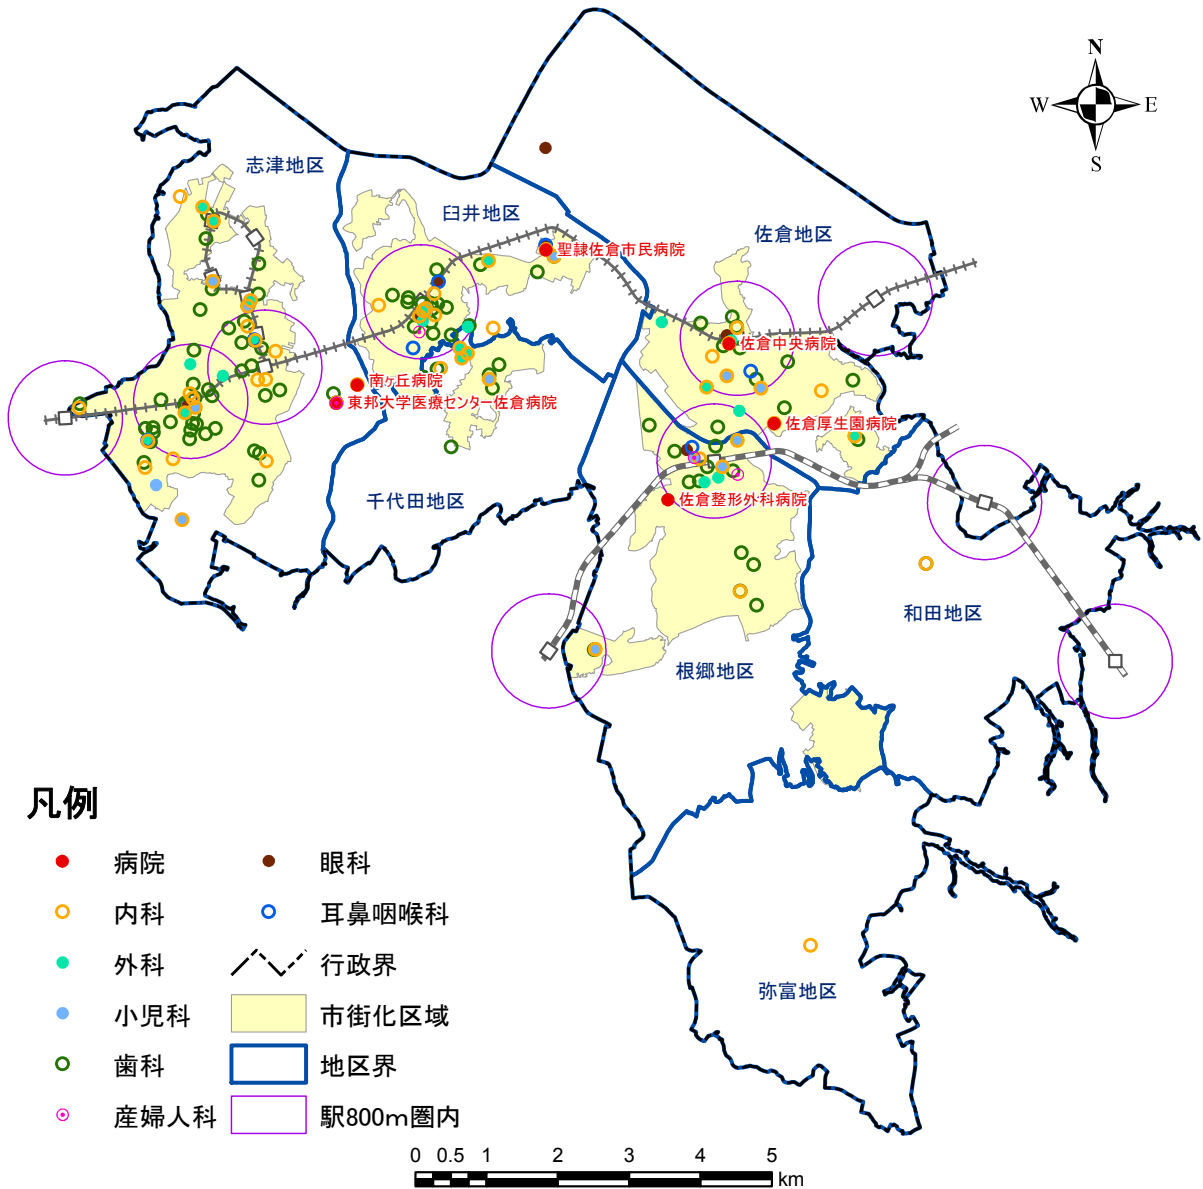 N
W
E
S
志津地区
臼井地区
佐倉地区
聖隷佐倉市民病院
佐倉中央病院
南ヶ丘病院
東邦大学医療センター佐倉病院
佐倉厚生園病院
千代田地区
佐倉整形外科病院
和田地区
根郷地区
弥富地区
凡例
病院
眼科
内科
耳鼻咽喉科
外科
行政界
小児科
市街化区域
歯科
地区界
産婦人科
駅800m圏内
0 0.5 1 2 3 4 5
km